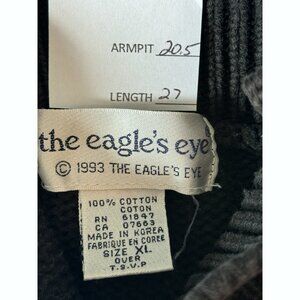 ARMPIT 20.5
LENGTH 27
the eagle's eye
© 1993 THE EAGLE'S EYE
100% COTTON
COTON
RN 61847
CA 07663
MADE IN KOREA
FABRIQUE EN COREE
SIZE XL
OVER
T.S.V.P